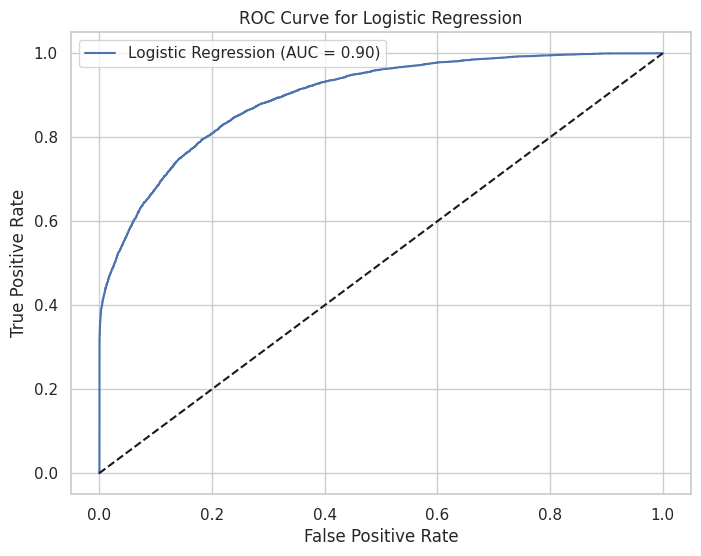 ROC Curve for Logistic Regression
Logistic Regression (AUC = 0.90)
True Positive Rate
1.0
0.8
0.6
0.4
0.2
0.0
0.0 0.2 0.4 0.6 0.8 1.0
False Positive Rate